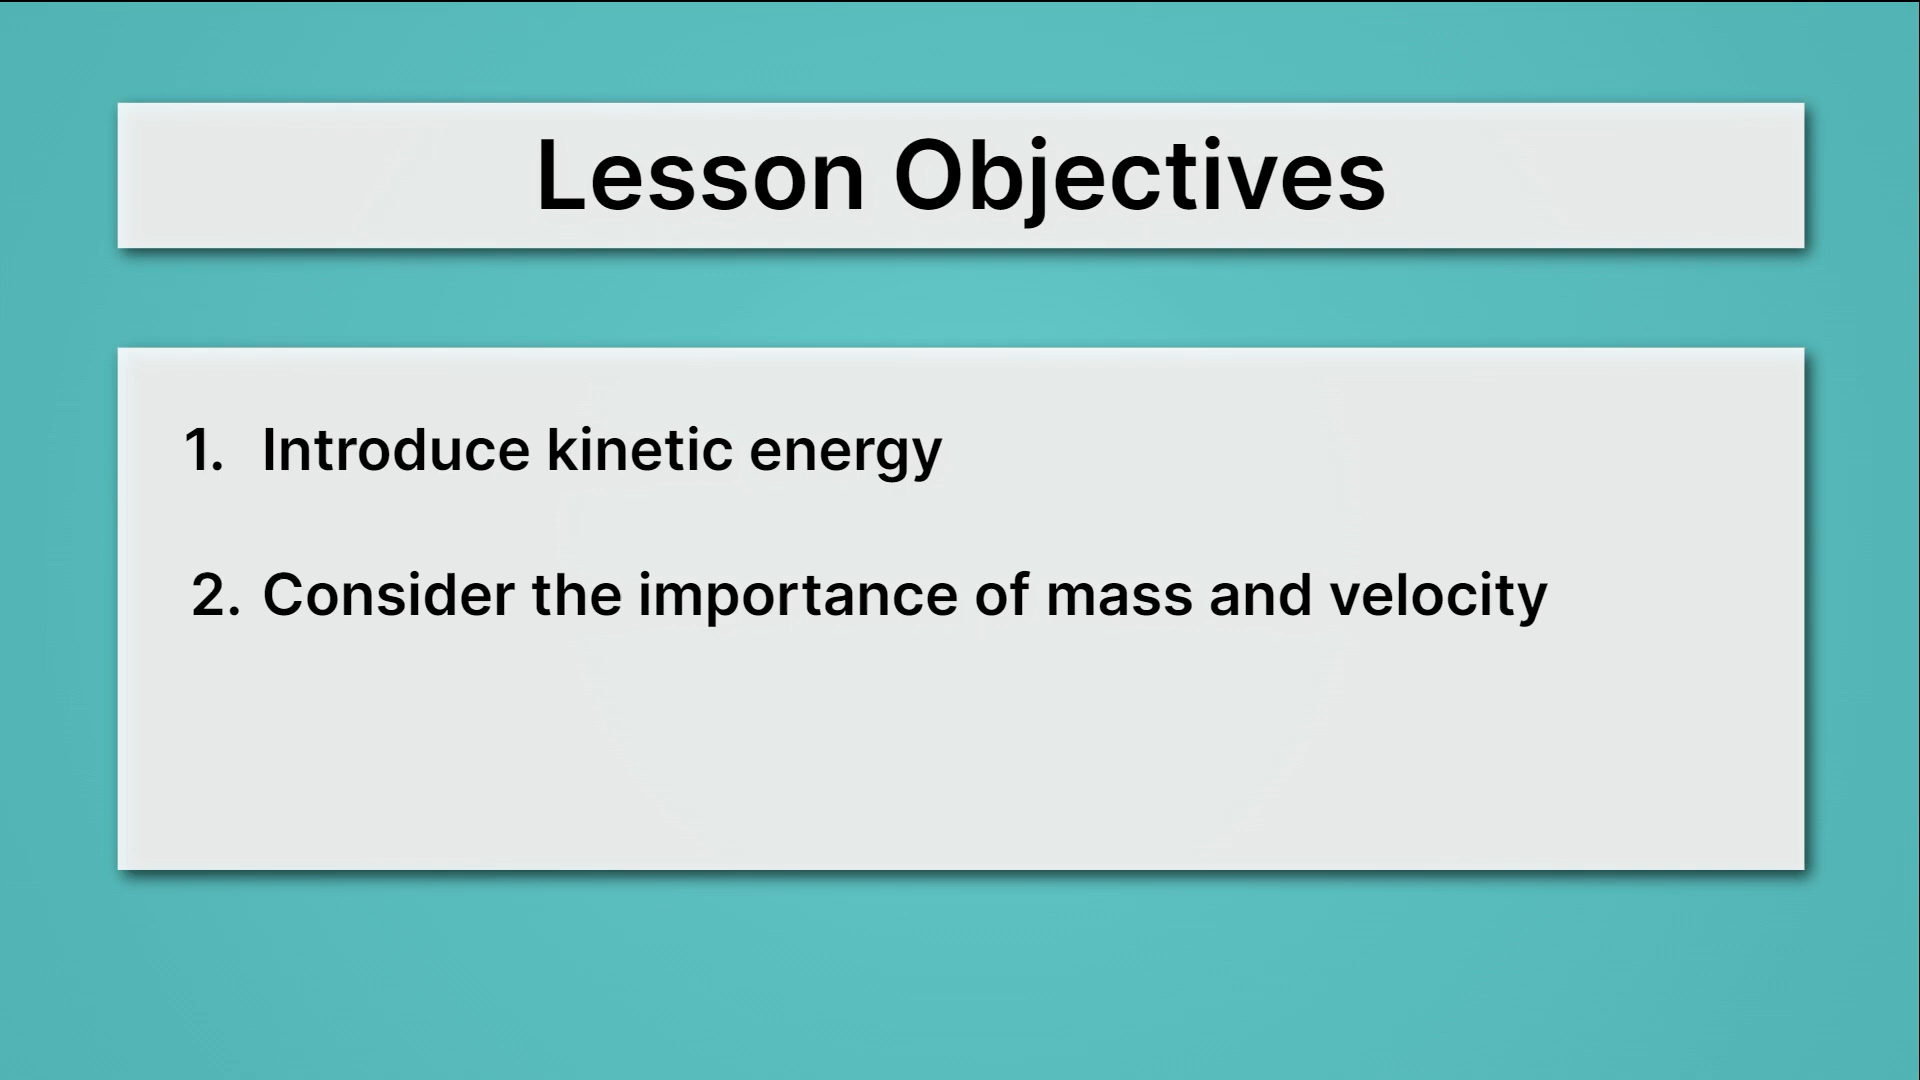 Lesson Objectives
1. Introduce kinetic energy
2. Consider the importance of mass and velocity